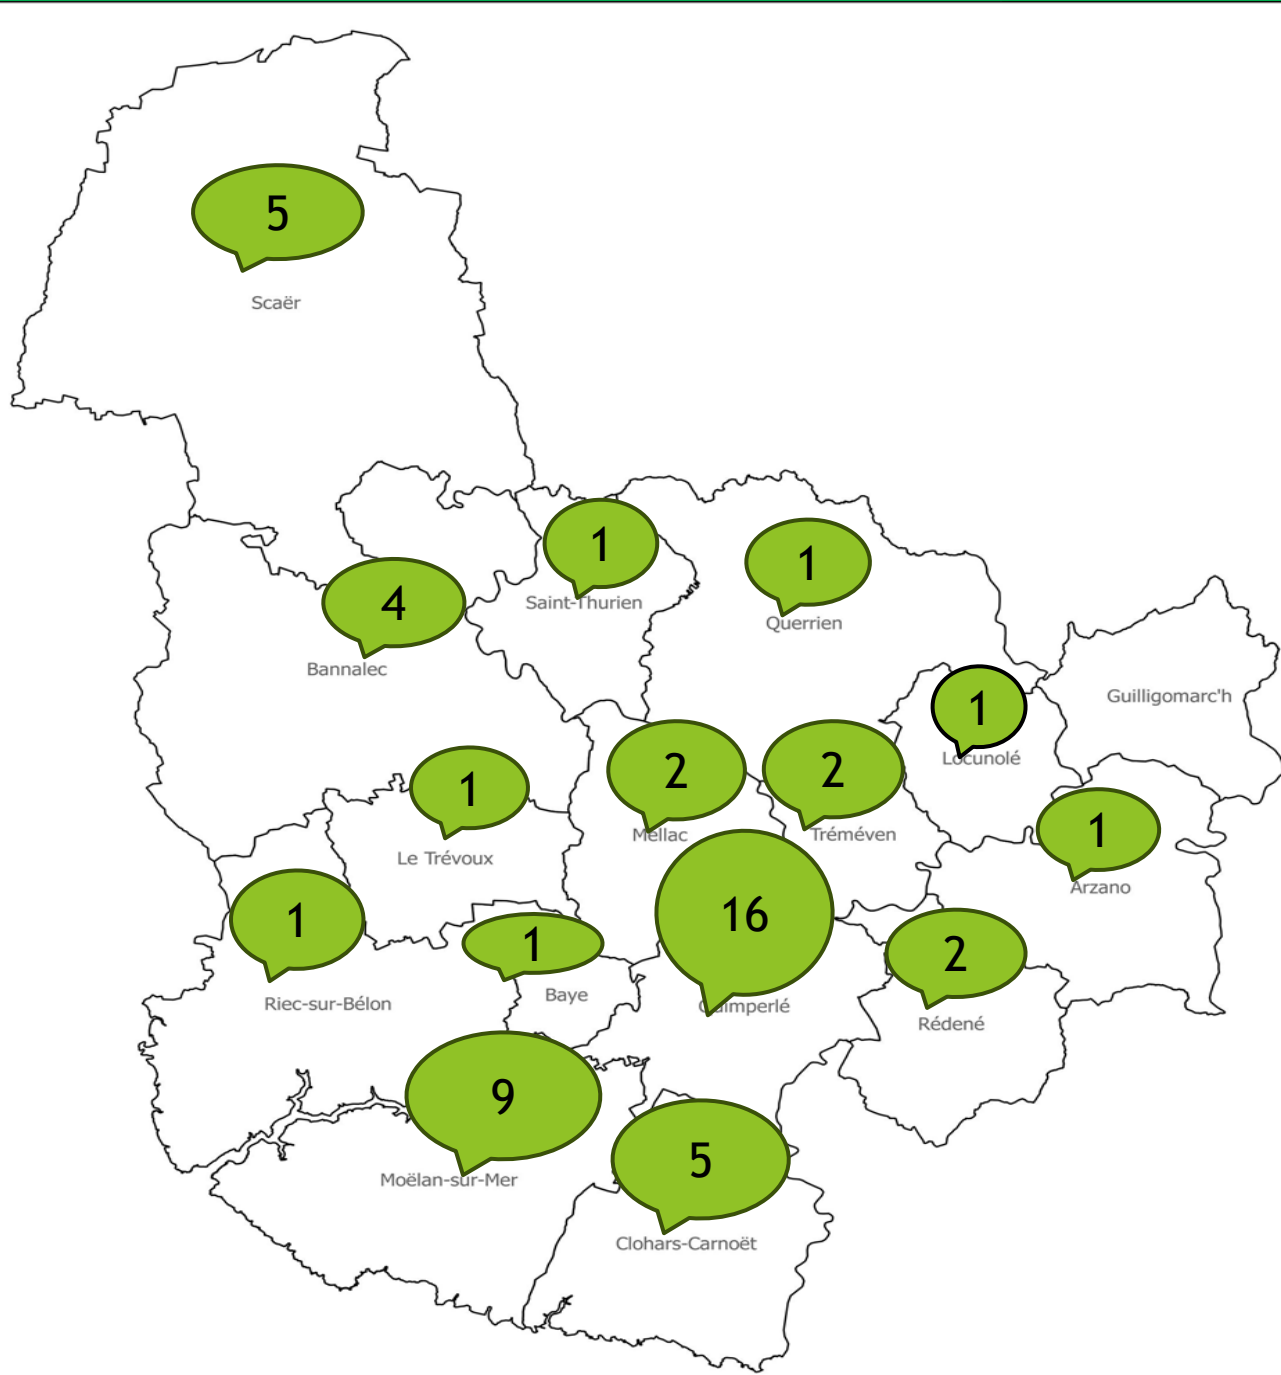 5
Scaër
1
Saint-Thurien
1
Querrien
4
Bannalec
1
Locunolé
Guilligomarc'h
2
Mellac
2
Tréméven
1
Le Trévoux
1
Arzano
1
Riec-sur-Bélon
1
Baye
16
Quimperlé
2
Rédené
9
Moëlan-sur-Mer
5
Clohars-Carnoët